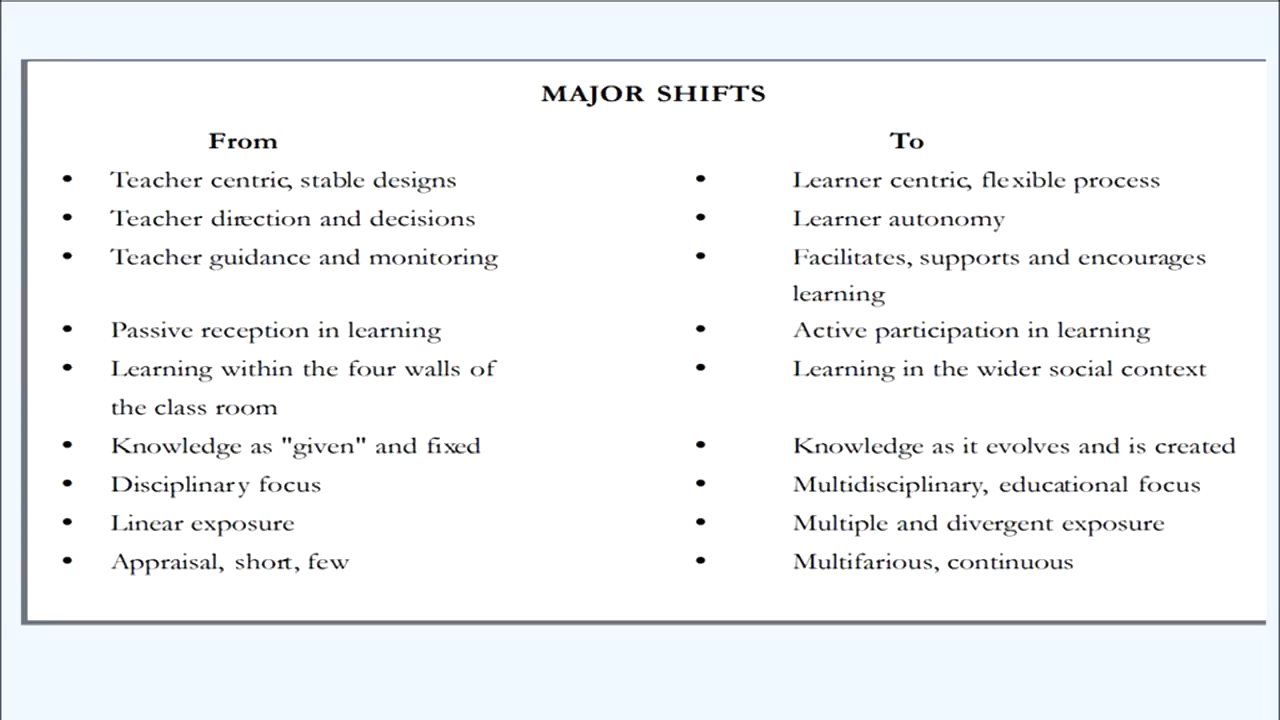 MAJOR SHIFTS
From To
• Teacher centric, stable designs • Learner centric, flexible process
• Teacher direction and decisions • Learner autonomy
• Teacher guidance and monitoring • Facilitates, supports and encourages
learning
• Passive reception in learning • Active participation in learning
• Learning within the four walls of • Learning in the wider social context
the class room
• Knowledge as "given" and fixed • Knowledge as it evolves and is created
• Disciplinary focus • Multidisciplinary, educational focus
• Linear exposure • Multiple and divergent exposure
• Appraisal, short, few • Multifarious, continuous